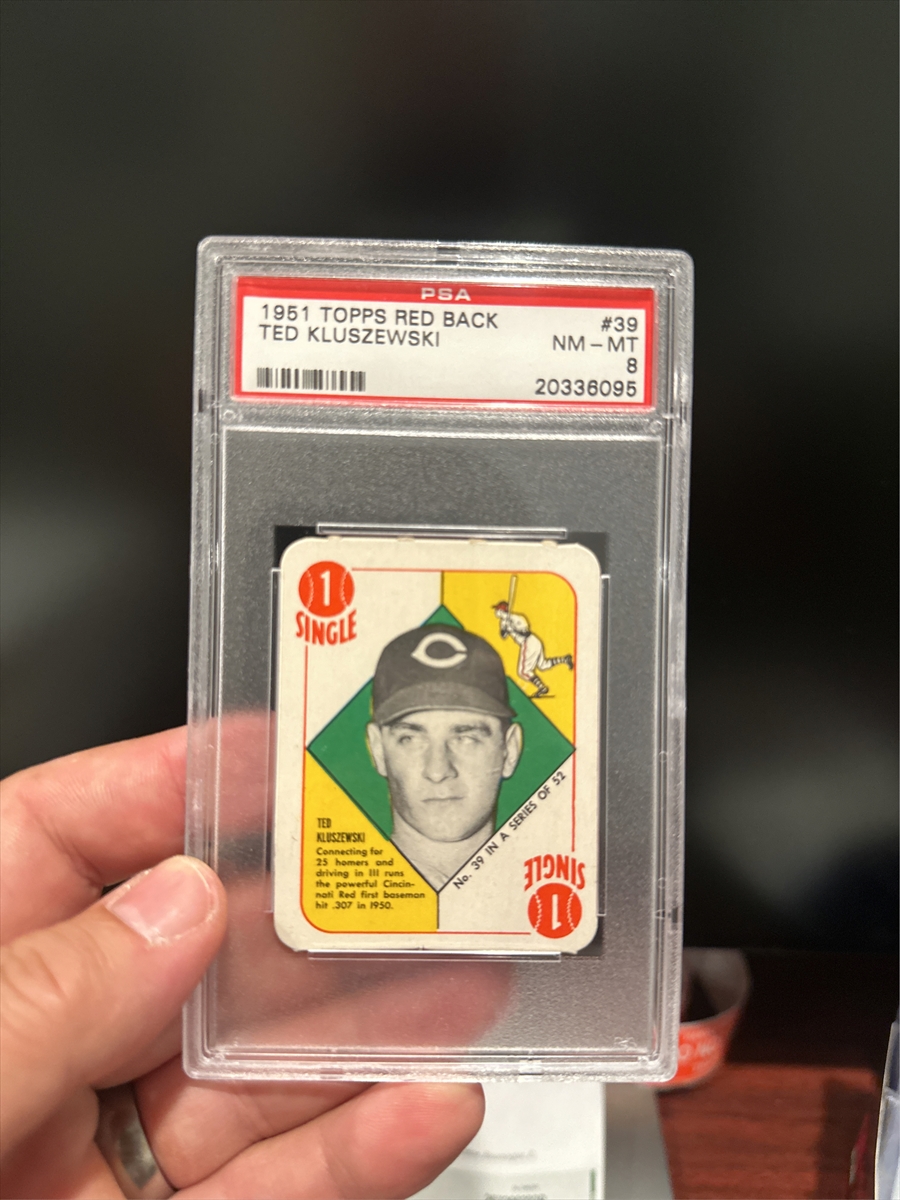 PSA
1951 TOPPS RED BACK #39
TED KLUSZEWSKI NM - MT
8
20336095
1
SINGLE
C
TED
KLUSZEWSKI
Connecting for
25 homers and
driving in III runs
the powerful Cincin-
nati Red first baseman
hit .307 in 1950.
No. 39 IN A SERIES OF 52
SINGLE
1